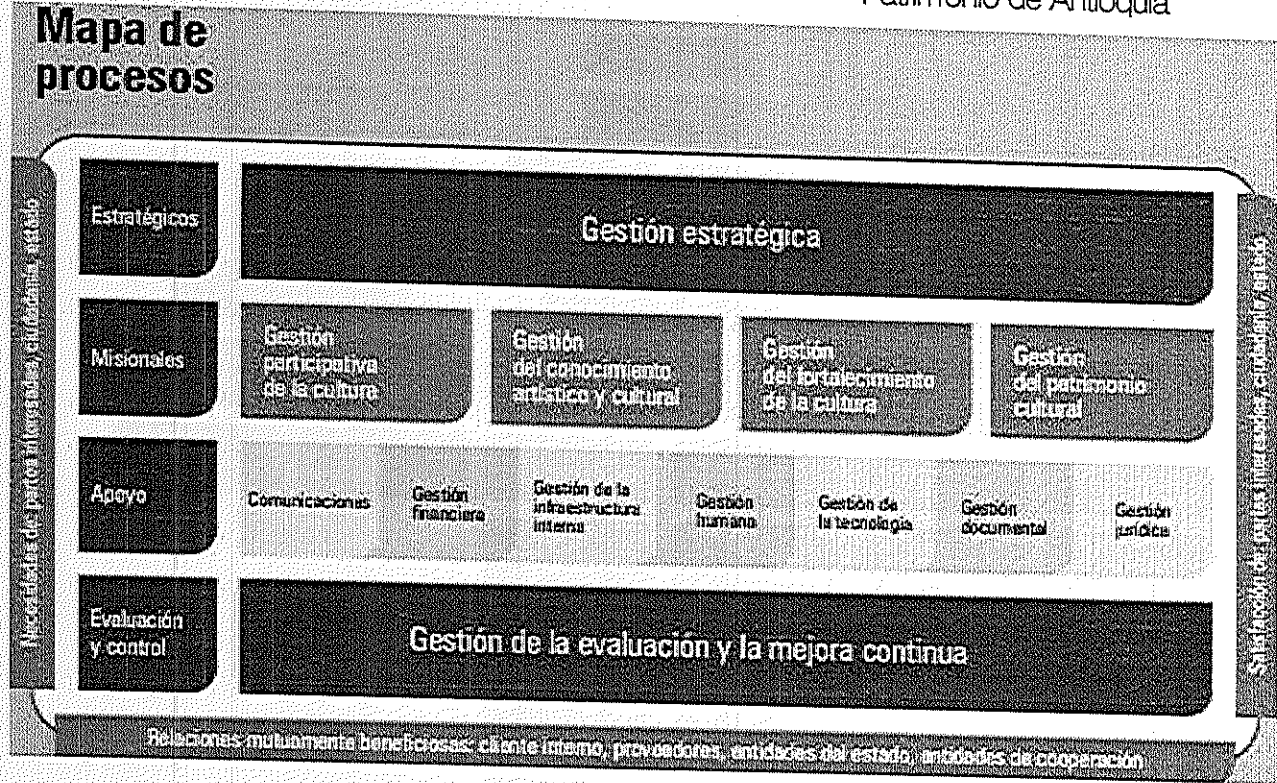 Patrimonio de Antioquia
Mapa de
procesos
Necesidades de partes interesadas, ciudadanía, estado
Estratégicos
Gestión estratégica
Misionales
Gestión
participativa
de la cultura
Gestión
del conocimiento
artístico y cultural
Gestión
del fortalecimiento
de la cultura
Gestión
del patrimonio
cultural
Apoyo
Comunicaciones
Gestión
financiera
Gestión de la
infraestructura
interna
Gestión
humana
Gestión de
la tecnología
Gestión
documental
Gestión
jurídica
Evaluación
y control
Gestión de la evaluación y la mejora continua
Satisfacción de partes interesadas, ciudadanía, estado
Relaciones mutuamente beneficiosas: cliente interno, proveedores, entidades del estado, entidades de cooperación